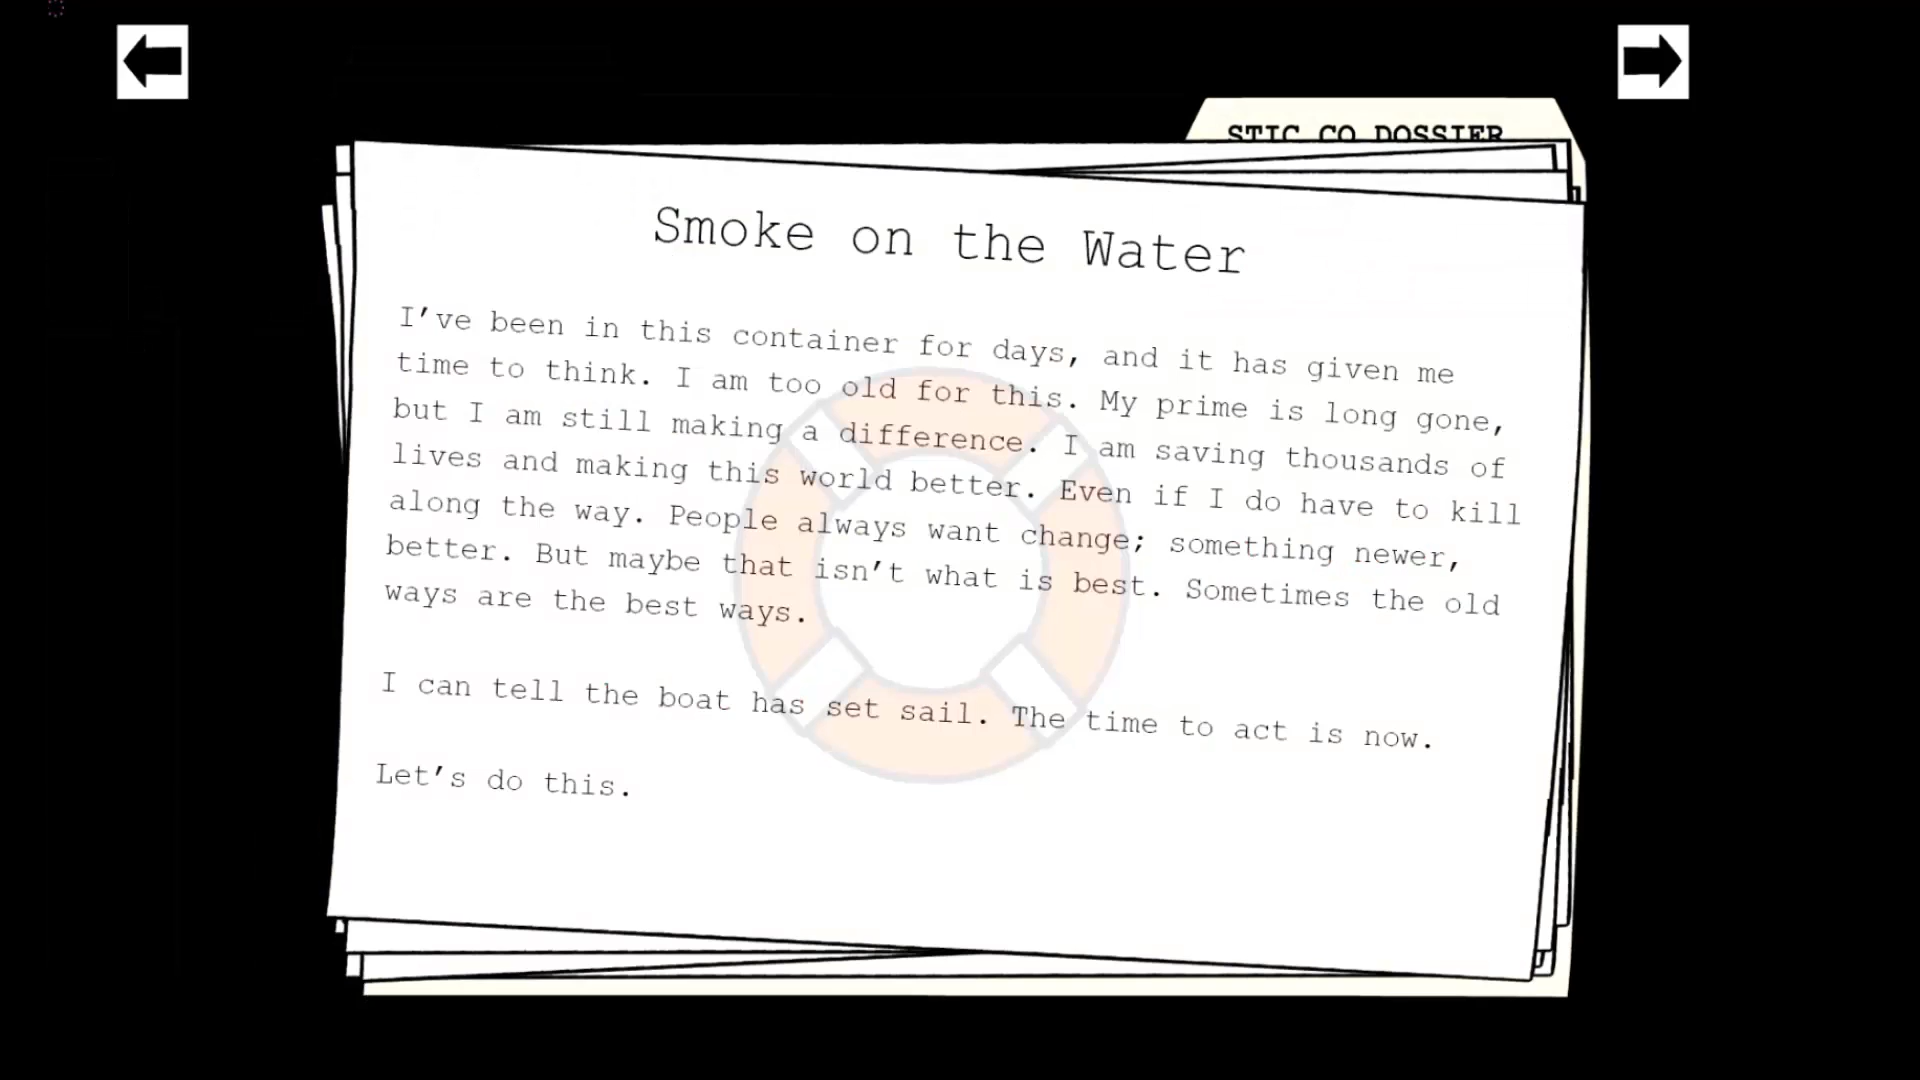 STIC CO DOSSIER
Smoke on the Water
I've been in this container for days, and it has given me
time to think. I am too old for this. My prime is long gone,
but I am still making a difference. I am saving thousands of
lives and making this world better. Even if I do have to kill
along the way. People always want change; something newer,
better. But maybe that isn't what is best. Sometimes the old
ways are the best ways.
I can tell the boat has set sail. The time to act is now.
Let's do this.